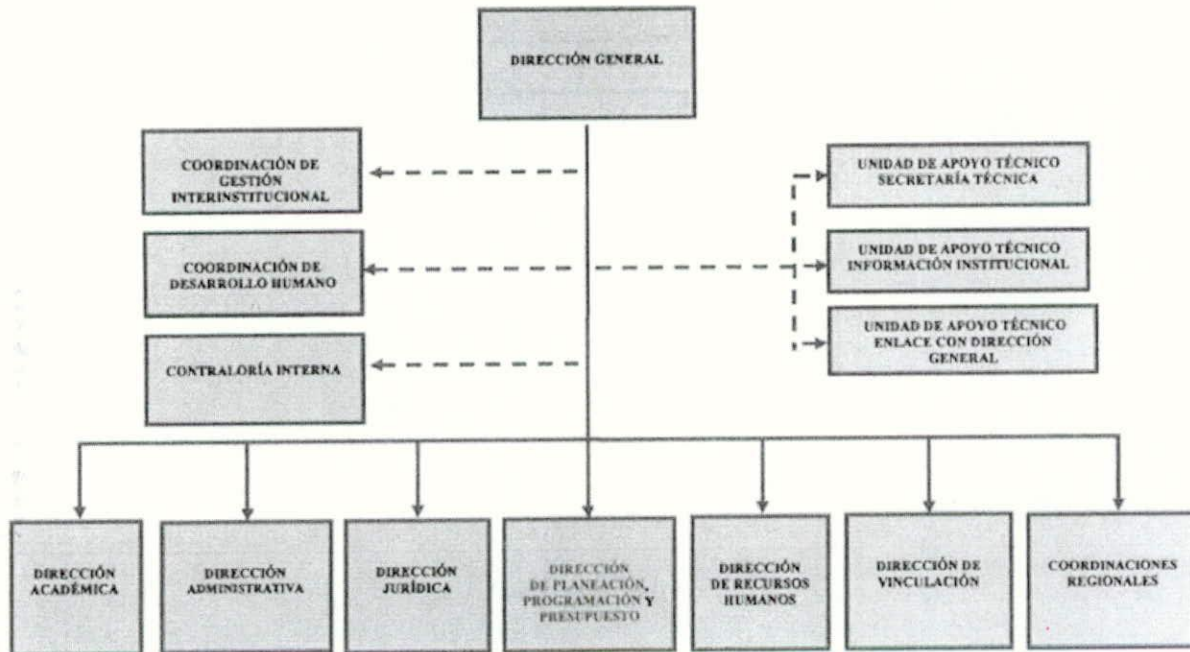 DIRECCIÓN GENERAL
COORDINACIÓN DE
GESTIÓN
INTERINSTITUCIONAL
UNIDAD DE APOYO TÉCNICO
SECRETARÍA TÉCNICA
COORDINACIÓN DE
DESARROLLO HUMANO
UNIDAD DE APOYO TÉCNICO
INFORMACIÓN INSTITUCIONAL
CONTRALORÍA INTERNA
UNIDAD DE APOYO TÉCNICO
ENLACE CON DIRECCIÓN
GENERAL
DIRECCIÓN
ACADÉMICA
DIRECCIÓN
ADMINISTRATIVA
DIRECCIÓN
JURÍDICA
DIRECCIÓN
DE PLANEACIÓN,
PROGRAMACIÓN Y
PRESUPUESTO
DIRECCIÓN
DE RECURSOS
HUMANOS
DIRECCIÓN DE
VINCULACIÓN
COORDINACIONES
REGIONALES